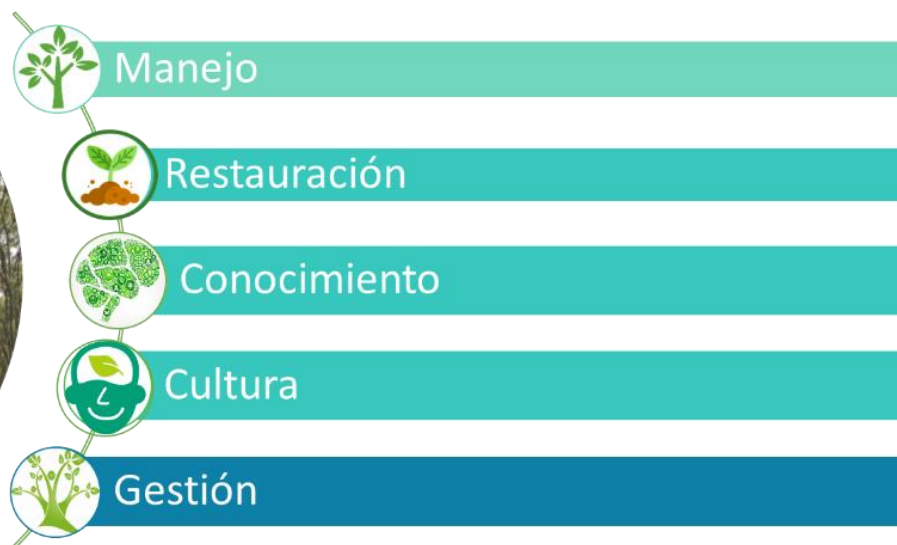 Manejo
Restauración
Conocimiento
Cultura
Gestión